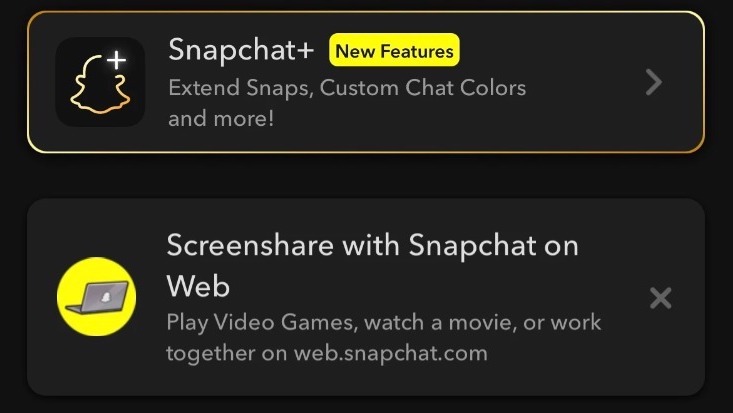 Snapchat+ New Features
Extend Snaps, Custom Chat Colors
and more!
Screenshare with Snapchat on
Web
Play Video Games, watch a movie, or work
together on web.snapchat.com